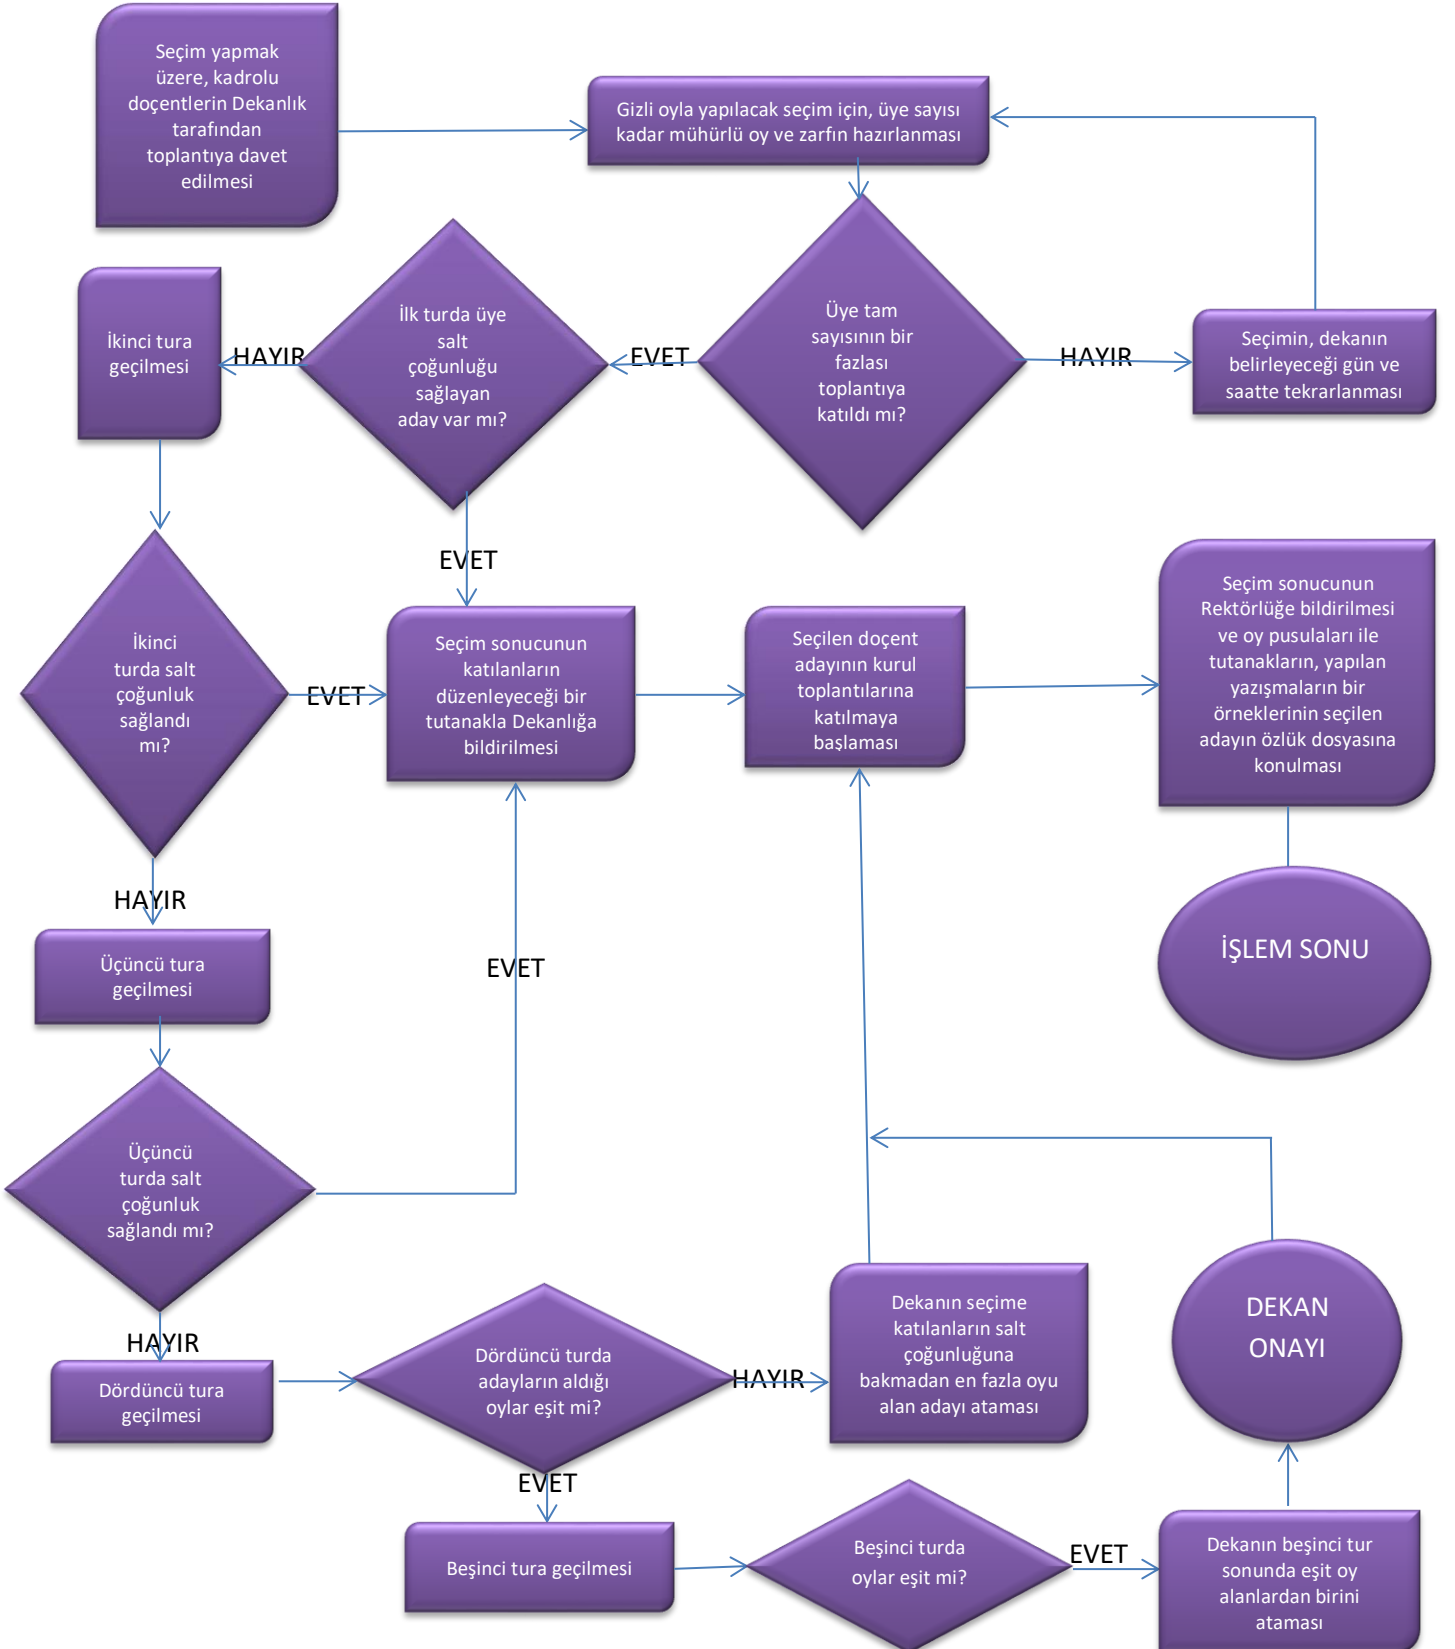 Seçim yapmak
üzere, kadrolu
doçentlerin Dekanlık
tarafından
toplantıya davet
edilmesi
Gizli oyla yapılacak seçim için, üye sayısı
kadar mühürlü oy ve zarfın hazırlanması
Üye tam
sayısının bir
fazlası
toplantıya
katıldı mı?
HAYIR
Seçimin, dekanın
belirleyeceği gün ve
saatte tekrarlanması
EVET
İlk turda üye
salt
çoğunluğu
sağlayan
aday var mı?
HAYIR
İkinci tura
geçilmesi
EVET
İkinci
turda salt
çoğunluk
sağlandı
mı?
EVET
Seçim sonucunun
katılanların
düzenleyeceği bir
tutanakla Dekanlığa
bildirilmesi
Seçilen doçent
adayının kurul
toplantılarına
katılmaya
başlaması
Seçim sonucunun
Rektörlüğe bildirilmesi
ve oy pusulaları ile
tutanakların, yapılan
yazışmaların bir
örneklerinin seçilen
adayın özlük dosyasına
konulması
İŞLEM SONU
HAYIR
Üçüncü tura
geçilmesi
EVET
Üçüncü
turda salt
çoğunluk
sağlandı mı?
HAYIR
Dördüncü tura
geçilmesi
Dördüncü turda
adayların aldığı
oylar eşit mi?
HAYIR
Dekanın seçime
katılanların salt
çoğunluğuna
bakmadan en fazla oyu
alan adayı ataması
DEKAN
ONAYI
EVET
Beşinci tura geçilmesi
Beşinci turda
oylar eşit mi?
EVET
Dekanın beşinci tur
sonunda eşit oy
alanlardan birini
ataması